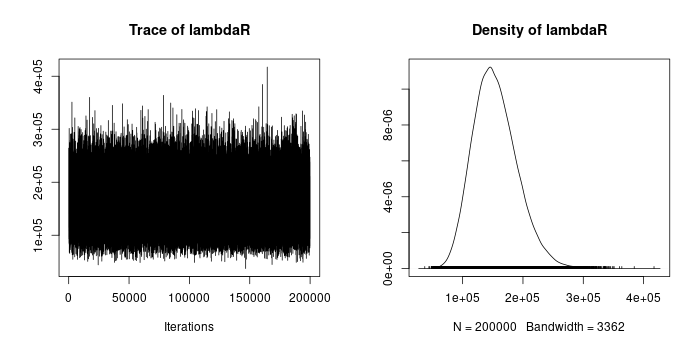 Trace of lambdaR
4e+05
3e+05
2e+05
1e+05
0
50000
100000
150000
200000
Iterations
Density of lambdaR
8e-06
4e-06
0e+00
1e+05
2e+05
3e+05
4e+05
N = 200000 Bandwidth = 3362